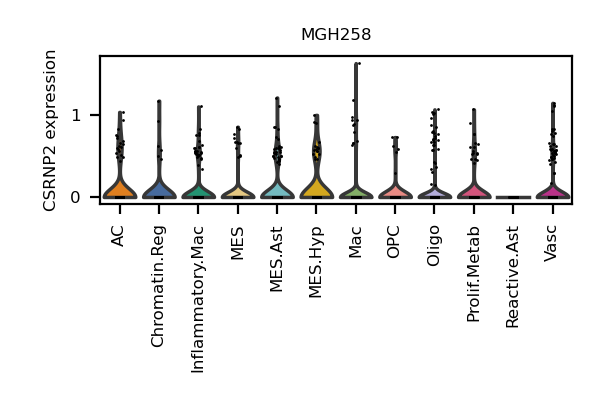 MGH258
CSRNP2 expression
1
0
AC
Chromatin.Reg
Inflammatory.Mac
MES
MES.Ast
MES.Hyp
Mac
OPC
Oligo
Prolif.Metab
Reactive.Ast
Vasc